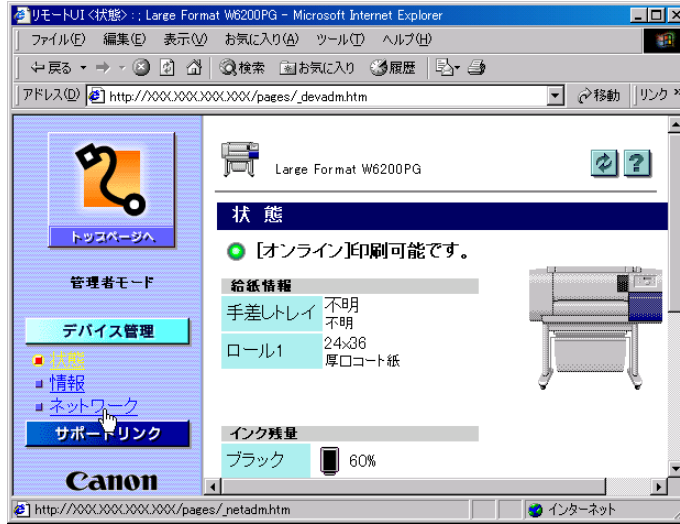 リモートUI <状態> : ; Large Format W6200PG - Microsoft Internet Explorer
ファイル(F) 編集(E) 表示(V) お気に入り(A) ツール(T) ヘルプ(H)
戻る 検索 お気に入り 履歴
アドレス(D) http://XXX.XXX.XXX.XXX/pages/_devadm.htm 移動 リンク »
トップページへ
管理者モード
デバイス管理
状態
情報
ネットワーク
サポートリンク
Canon
Large Format W6200PG
状 態
[オンライン]印刷可能です。
給紙情報
手差しトレイ 不明
不明
ロール1 24x36
厚口コート紙
インク残量
ブラック 60%
http://XXX.XXX.XXX.XXX/pages/_netadm.htm インターネット